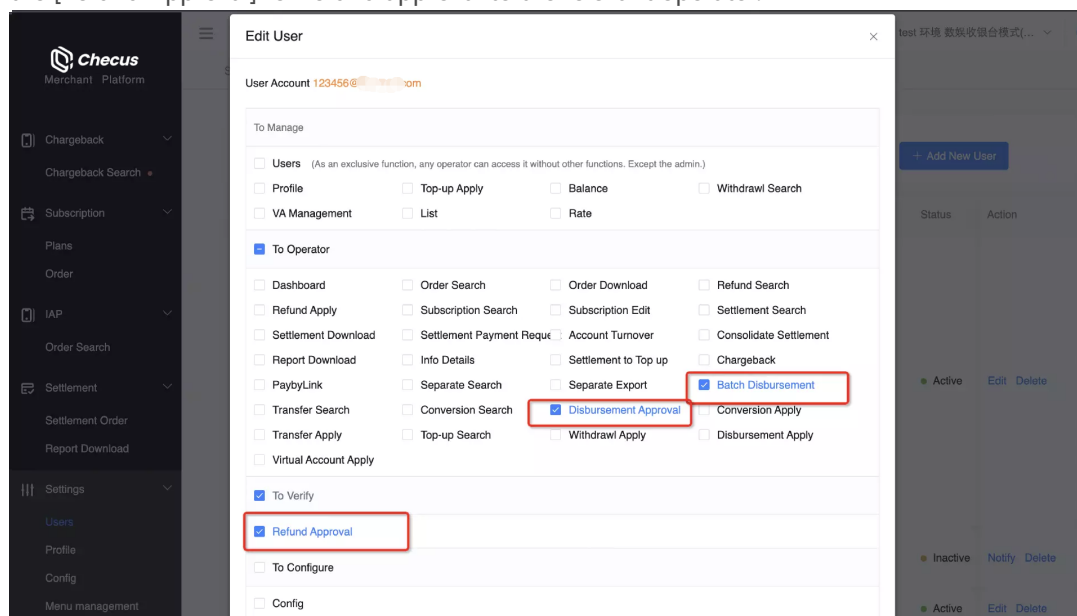 Edit User
test 环境 数娱收银台模式(...
Checus
Merchant Platform
User Account 123456@ com
To Manage
Chargeback
Users (As an exclusive function, any operator can access it without other functions. Except the admin.)
+ Add New User
Chargeback Search
Profile Top-up Apply Balance Withdrawl Search
Subscription
VA Management List Rate
Status Action
Plans
To Operator
Order
Dashboard Order Search Order Download Refund Search
IAP
Refund Apply Subscription Search Subscription Edit Settlement Search
Order Search
Settlement Download Settlement Payment Reque Account Turnover Consolidate Settlement
Report Download Info Details Settlement to Top up Chargeback
Settlement
PaybyLink Separate Search Separate Export Batch Disbursement
Active Edit Delete
Settlement Order
Transfer Search Conversion Search Disbursement Approval Conversion Apply
Report Download
Transfer Apply Top-up Search Withdrawl Apply Disbursement Apply
Virtual Account Apply
Settings
To Verify
Users
Refund Approval
Profile
Inactive Notify Delete
To Configure
Config
Config
Menu management
Active Edit Delete